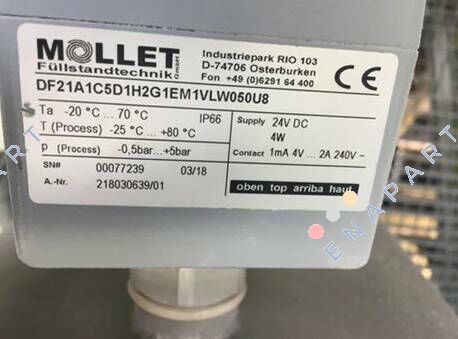 MOLLET
Füllstandtechnik GmbH
Industriepark RIO 103
D-74706 Osterburken
Fon +49 (0)6291 64 400
CE
DF21A1C5D1H2G1EM1VLW050U8
Ta -20 °C ... 70 °C IP66
T (Process) -25 °C ... +80 °C
p (Process) -0,5bar...+5bar
Supply 24V DC
4W
Contact 1mA 4V ... 2A 240V ~
SN# 00077239 03/18
A.-Nr. 218030639/01
oben top arriba haut
ENAPART